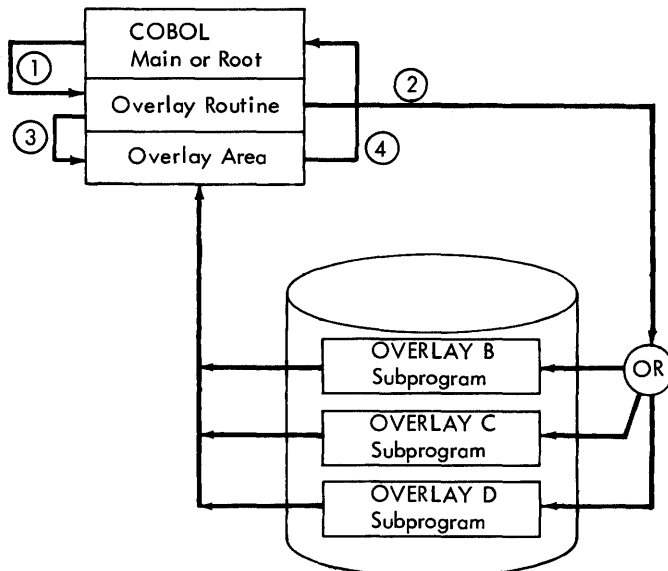 COBOL
Main or Root
1
Overlay Routine
2
3
Overlay Area
4
OVERLAY B
Subprogram
OR
OVERLAY C
Subprogram
OVERLAY D
Subprogram